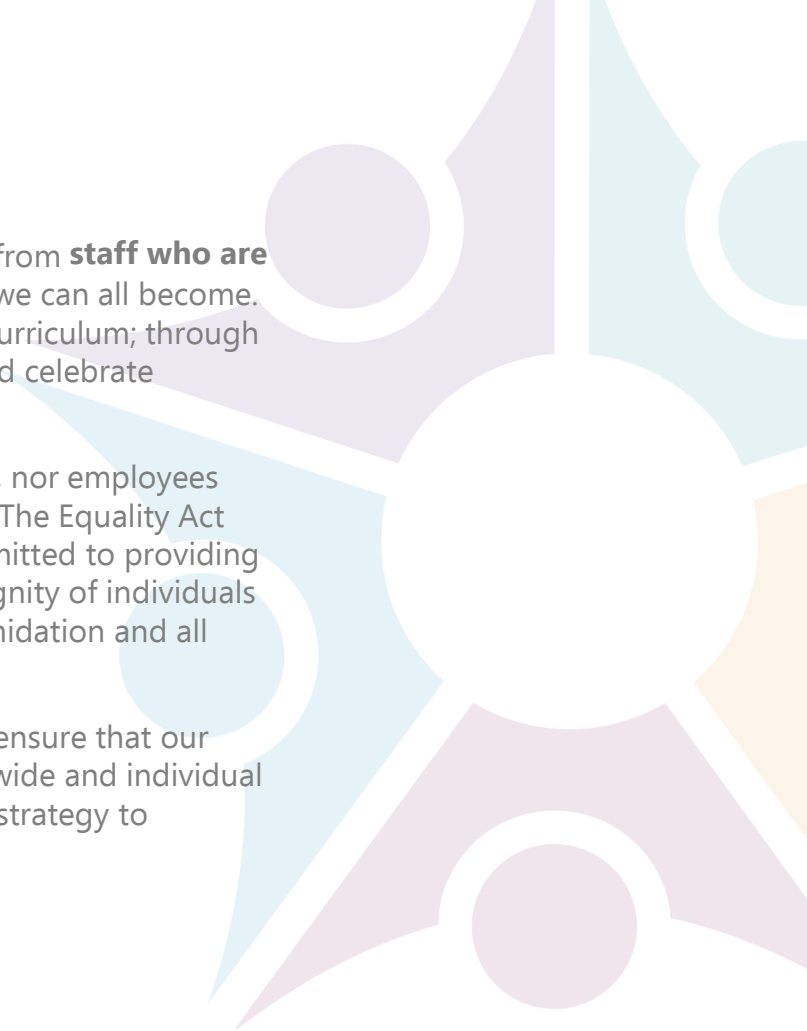 from staff who are
we can all become.
urriculum; through
d celebrate
nor employees
The Equality Act
mitted to providing
gnity of individuals
nidation and all
ensure that our
wide and individual
strategy to